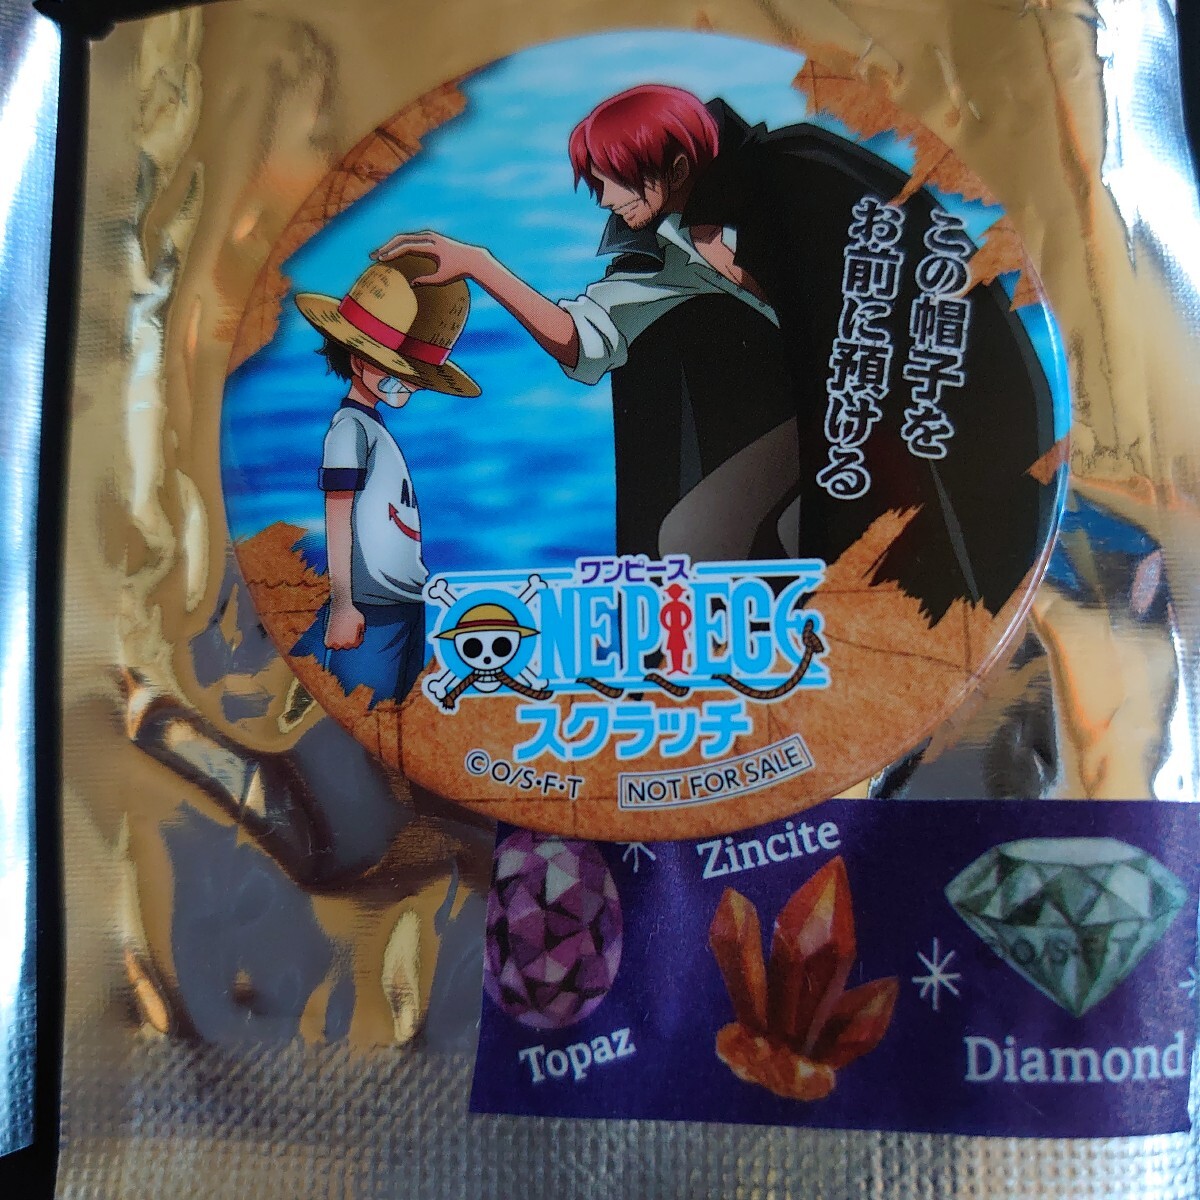 この帽子を
お前に預ける
ワンピース
ONE PIECE
スクラッチ
©O/S・F・T
NOT FOR SALE
Zincite
Topaz
O/S・F・T
Diamond